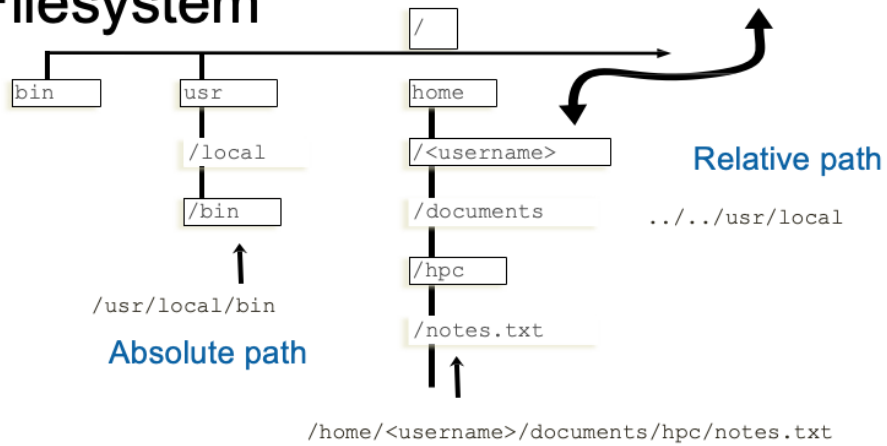 Filesystem
/
bin usr home
/local /<username> Relative path
/bin /documents ../../usr/local
/hpc
/usr/local/bin
/notes.txt
Absolute path
/home/<username>/documents/hpc/notes.txt